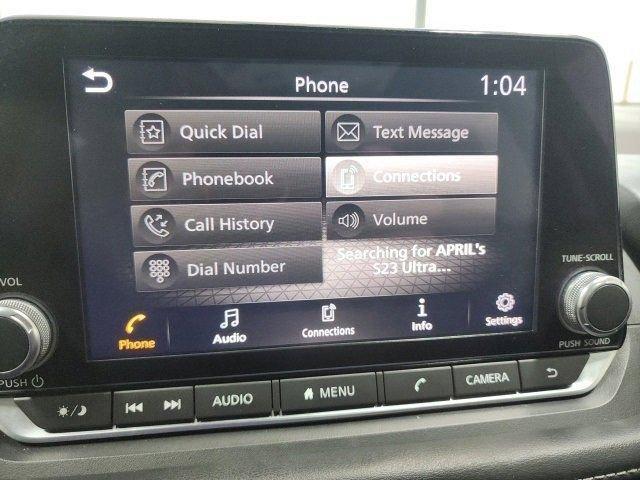 Phone
1:04
Quick Dial
Text Message
Phonebook
Connections
Call History
Volume
Dial Number
Searching for APRIL's
S23 Ultra...
Phone
Audio
Connections
Info
Settings
VOL
PUSH
TUNE-SCROLL
PUSH SOUND
AUDIO
MENU
CAMERA